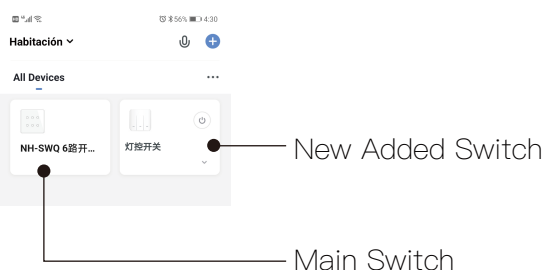 56% 4:30
Habitación
All Devices
NH-SWQ 6路开...
灯控开关
New Added Switch
Main Switch